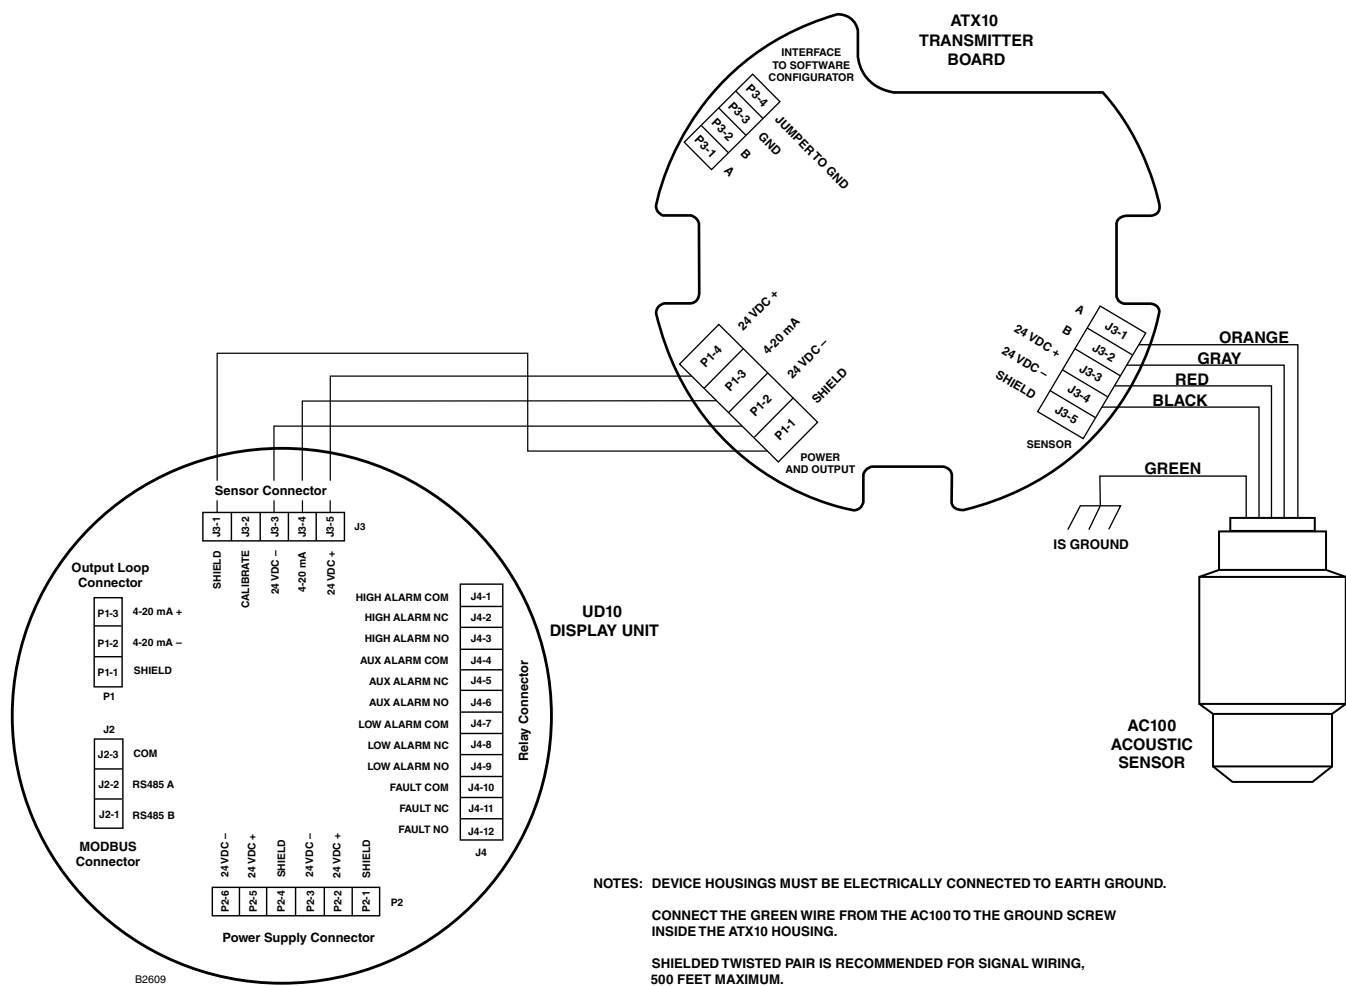 ATX10
TRANSMITTER
BOARD
INTERFACE
TO SOFTWARE
CONFIGURATOR
P3-4
P3-3
P3-2
P3-1
JUMPER TO GND
GND
B
A
24 VDC +
4-20 mA
24 VDC –
SHIELD
P1-4
P1-3
P1-2
P1-1
POWER
AND OUTPUT
A
B
24 VDC +
24 VDC –
SHIELD
J3-1
J3-2
J3-3
J3-4
J3-5
SENSOR
ORANGE
GRAY
RED
BLACK
GREEN
IS GROUND
AC100
ACOUSTIC
SENSOR
Sensor Connector
J3-1
J3-2
J3-3
J3-4
J3-5
J3
SHIELD
CALIBRATE
24 VDC –
4-20 mA
24 VDC +
Output Loop
Connector
P1-3 4-20 mA +
P1-2 4-20 mA –
P1-1 SHIELD
P1
J2
J2-3 COM
J2-2 RS485 A
J2-1 RS485 B
MODBUS
Connector
HIGH ALARM COM J4-1
HIGH ALARM NC J4-2
HIGH ALARM NO J4-3
AUX ALARM COM J4-4
AUX ALARM NC J4-5
AUX ALARM NO J4-6
LOW ALARM COM J4-7
LOW ALARM NC J4-8
LOW ALARM NO J4-9
FAULT COM J4-10
FAULT NC J4-11
FAULT NO J4-12
J4
Relay Connector
UD10
DISPLAY UNIT
24 VDC –
24 VDC +
SHIELD
24 VDC –
24 VDC +
SHIELD
P2-6
P2-5
P2-4
P2-3
P2-2
P2-1
P2
Power Supply Connector
B2609
NOTES: DEVICE HOUSINGS MUST BE ELECTRICALLY CONNECTED TO EARTH GROUND.
CONNECT THE GREEN WIRE FROM THE AC100 TO THE GROUND SCREW
INSIDE THE ATX10 HOUSING.
SHIELDED TWISTED PAIR IS RECOMMENDED FOR SIGNAL WIRING,
500 FEET MAXIMUM.